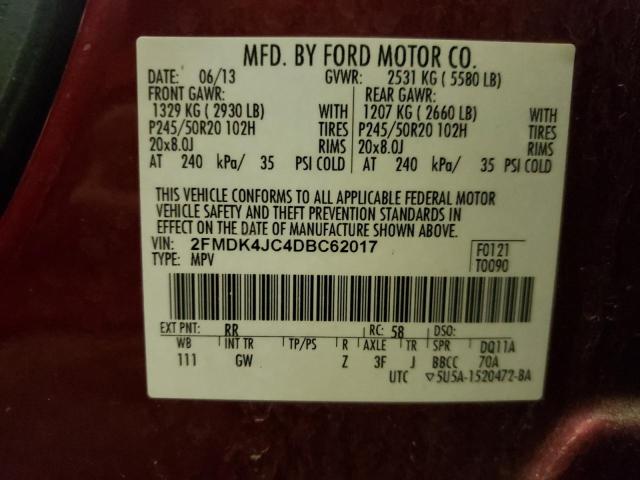 MFD. BY FORD MOTOR CO.
DATE: 06/13 GVWR: 2531 KG ( 5580 LB)
FRONT GAWR: REAR GAWR:
1329 KG ( 2930 LB) WITH 1207 KG ( 2660 LB) WITH
P245/50R20 102H TIRES P245/50R20 102H TIRES
20x8.0J RIMS 20x8.0J RIMS
AT 240 kPa/ 35 PSI COLD AT 240 kPa/ 35 PSI COLD
THIS VEHICLE CONFORMS TO ALL APPLICABLE FEDERAL MOTOR
VEHICLE SAFETY AND THEFT PREVENTION STANDARDS IN
EFFECT ON THE DATE OF MANUFACTURE SHOWN ABOVE.
VIN: 2FMDK4JC4DBC62017 F0121
TYPE: MPV T0090
EXT PNT: RR RC: 58 DSO:
WB INT TR TP/PS R AXLE TR SPR DQ11A
111 GW Z 3F J BBCC 70A
UTC ▽5U5A-1520472-BA